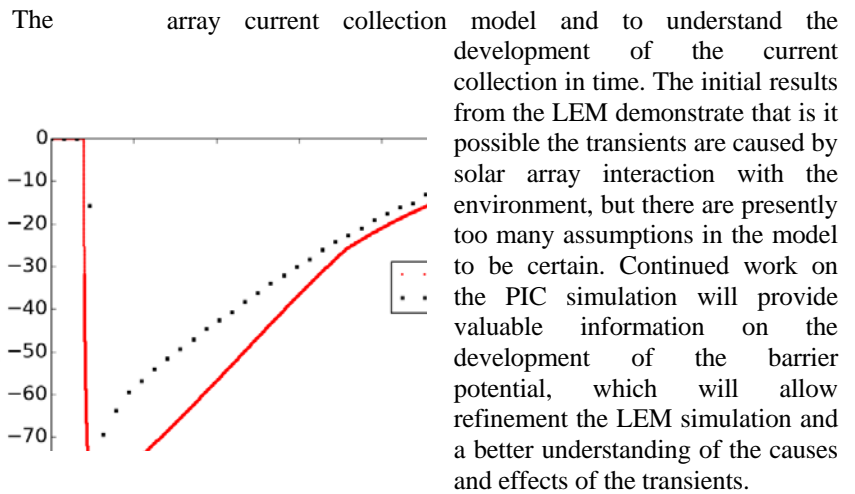 The array current collection model and to understand the
development of the current
collection in time. The initial results
from the LEM demonstrate that is it
possible the transients are caused by
solar array interaction with the
environment, but there are presently
too many assumptions in the model
to be certain. Continued work on
the PIC simulation will provide
valuable information on the
development of the barrier
potential, which will allow
refinement the LEM simulation and
a better understanding of the causes
and effects of the transients.
0
−10
−20
−30
−40
−50
−60
−70